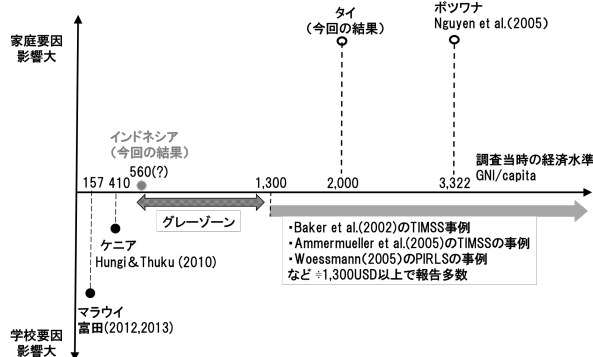 ボツワナ
Nguyen et al.(2005)
タイ
(今回の結果)
家庭要因
影響大
インドネシア
(今回の結果)
560(?)
調査当時の経済水準
GNI/capita
157 410
1,300
2,000
3,322
グレーゾーン
・Baker et al.(2002)のTIMSS事例
・Ammermueller et al.(2005)のTIMSSの事例
・Woessmann(2005)のPIRLSの事例
など ÷1,300USD以上で報告多数
ケニア
Hungi&Thuku(2010)
マラウイ
富田(2012,2013)
学校要因
影響大